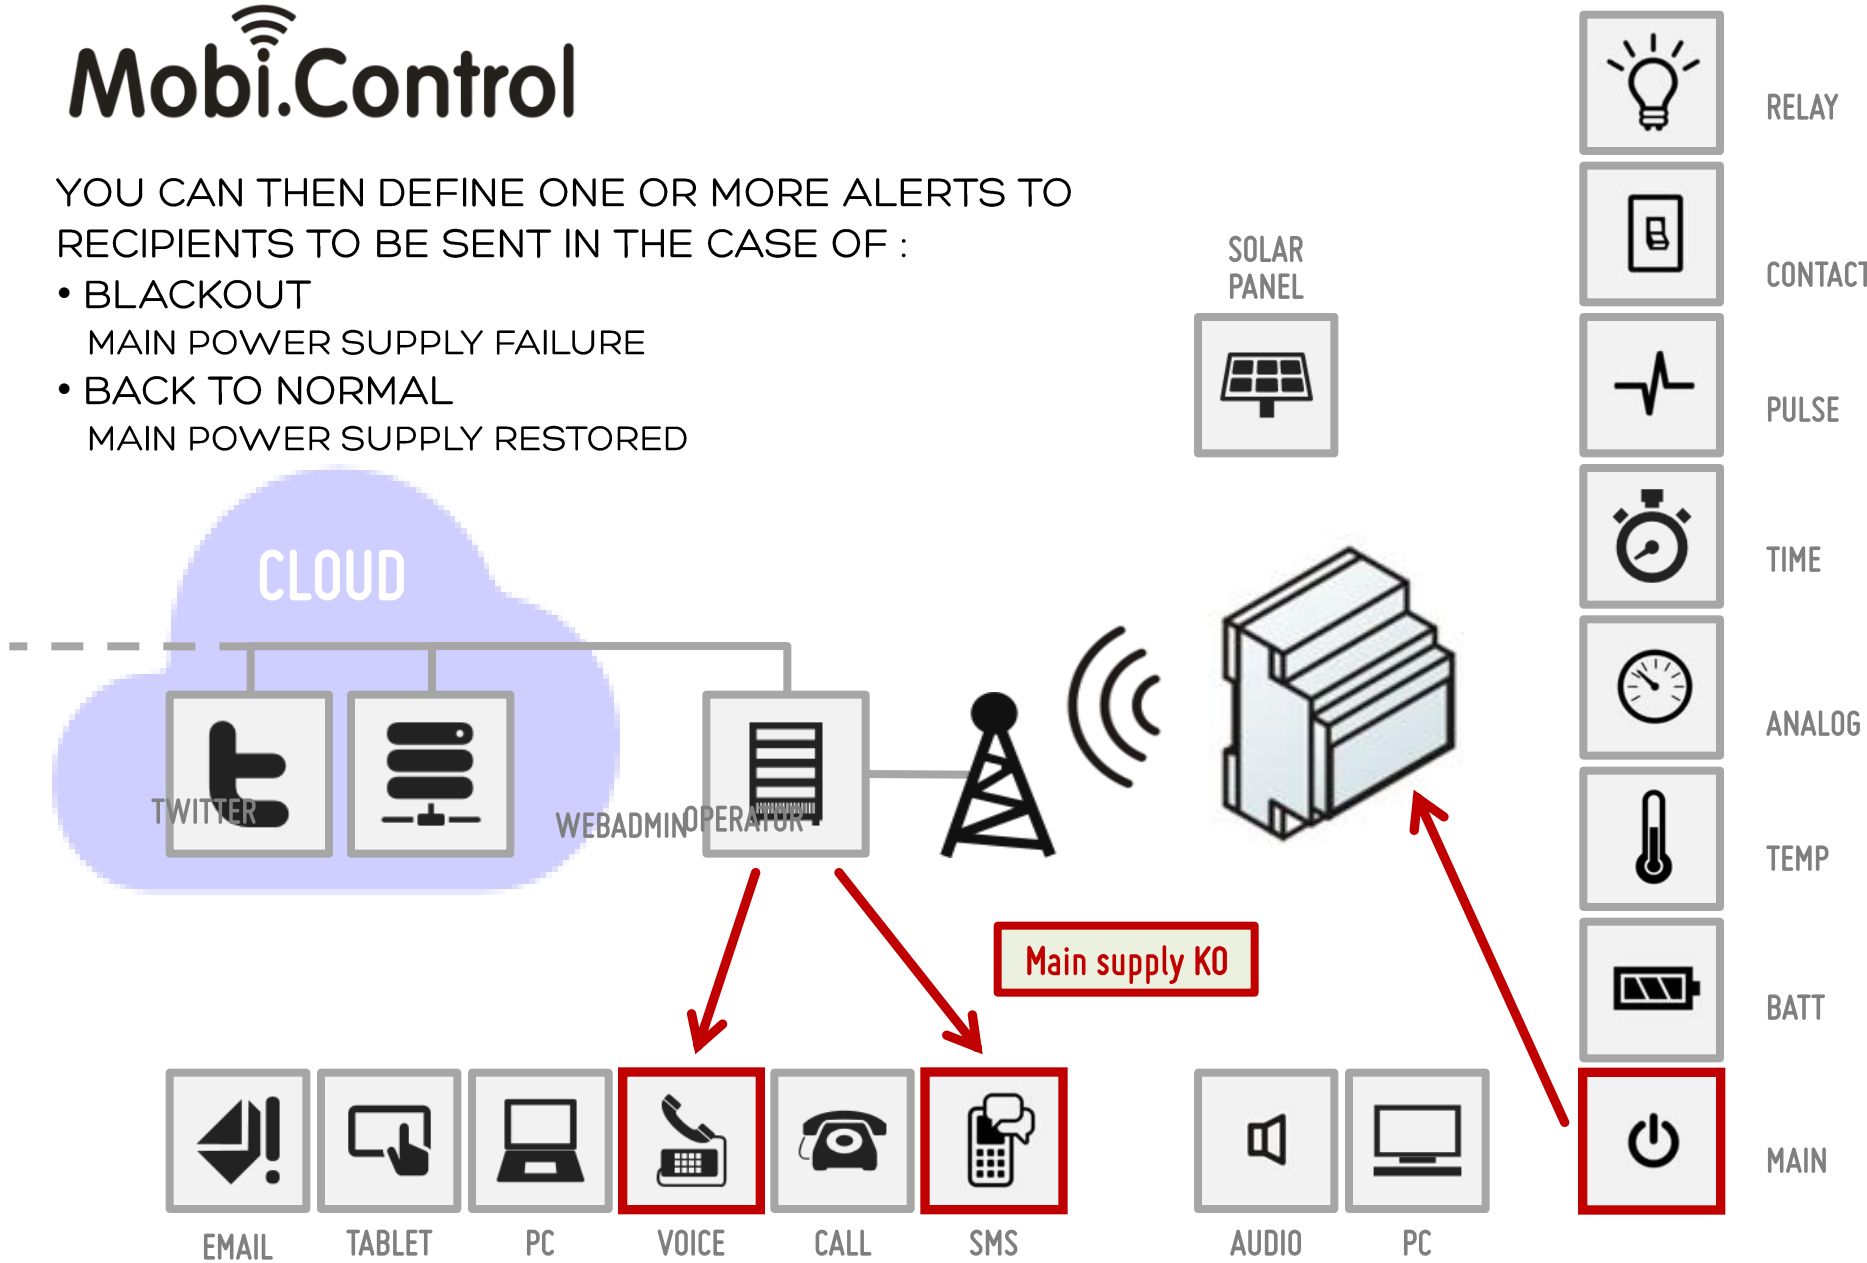 Mobi.Control
YOU CAN THEN DEFINE ONE OR MORE ALERTS TO
RECIPIENTS TO BE SENT IN THE CASE OF :
• BLACKOUT
MAIN POWER SUPPLY FAILURE
• BACK TO NORMAL
MAIN POWER SUPPLY RESTORED
SOLAR
PANEL
RELAY
CONTACT
PULSE
TIME
ANALOG
TEMP
BATT
MAIN
CLOUD
TWITTER
WEBADMIN
OPERATOR
Main supply KO
EMAIL
TABLET
PC
VOICE
CALL
SMS
AUDIO
PC